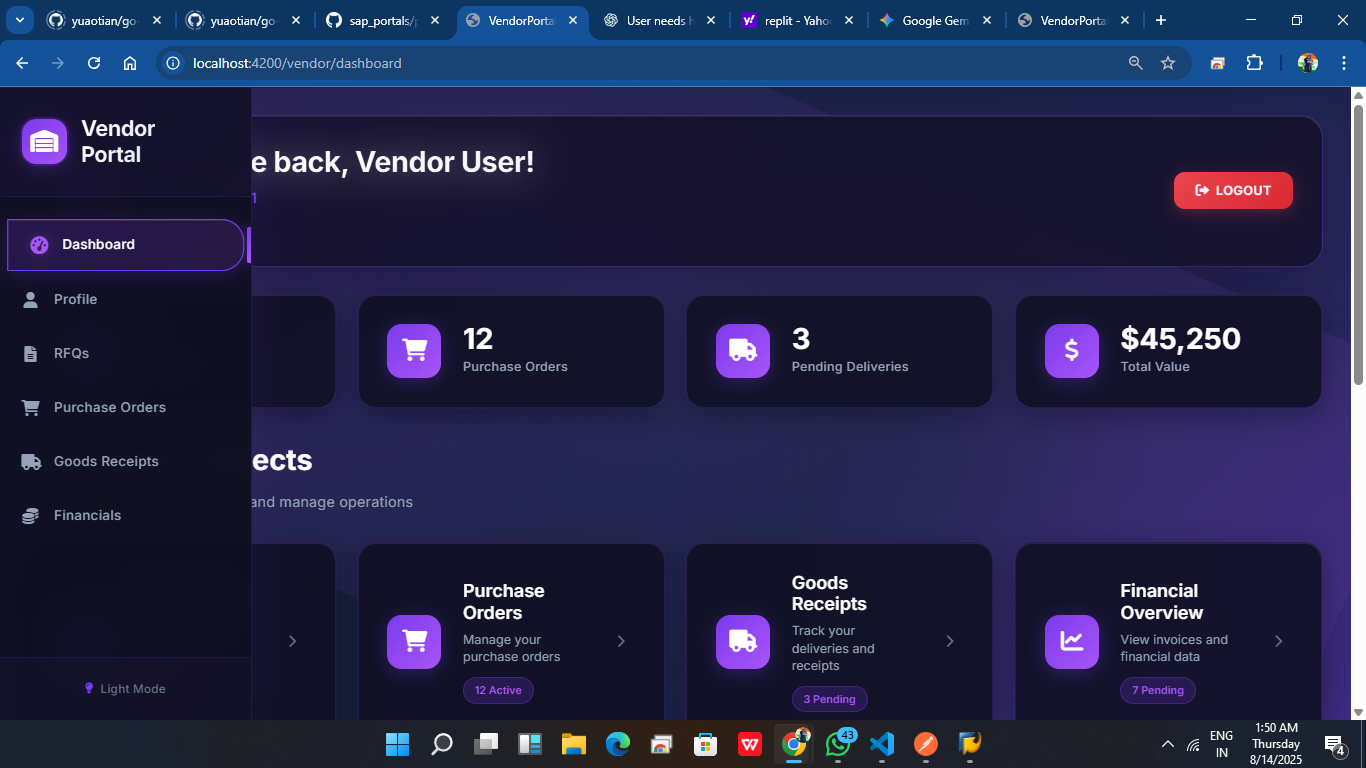 yuaotian/go-
yuaotian/go-
sap_portals/p
VendorPortal
User needs h
replit - Yahoo
Google Gem
VendorPortal
localhost:4200/vendor/dashboard
Vendor
Portal
e back, Vendor User!
1
LOGOUT
Dashboard
Profile
RFQs
Purchase Orders
Goods Receipts
Financials
Light Mode
12
Purchase Orders
3
Pending Deliveries
$45,250
Total Value
ects
and manage operations
Purchase
Orders
Manage your
purchase orders
12 Active
Goods
Receipts
Track your
deliveries and
receipts
3 Pending
Financial
Overview
View invoices and
financial data
7 Pending
43
ENG
IN
1:50 AM
Thursday
8/14/2025
4